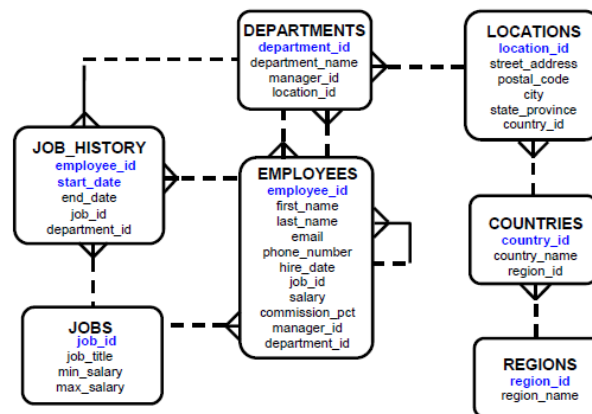 DEPARTMENTS
department_id
department_name
manager_id
location_id
LOCATIONS
location_id
street_address
postal_code
city
state_province
country_id
JOB_HISTORY
employee_id
start_date
end_date
job_id
department_id
EMPLOYEES
employee_id
first_name
last_name
email
phone_number
hire_date
job_id
salary
commission_pct
manager_id
department_id
COUNTRIES
country_id
country_name
region_id
JOBS
job_id
job_title
min_salary
max_salary
REGIONS
region_id
region_name